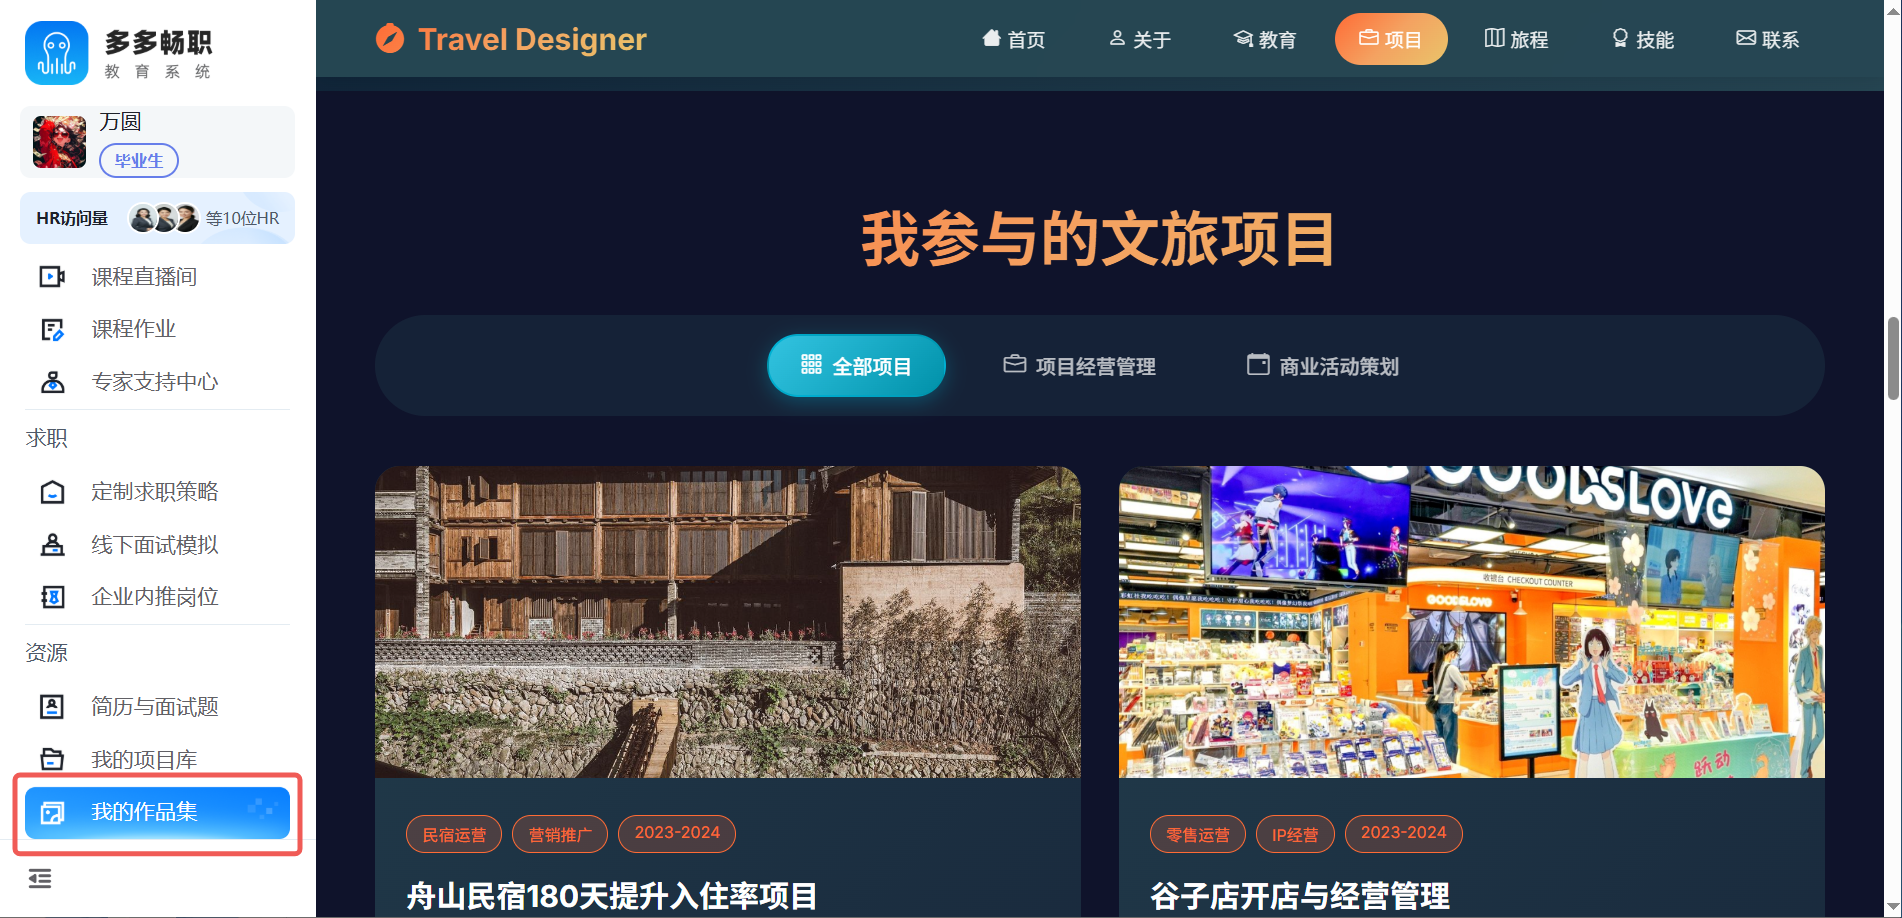 多多畅职
教育系统
万圆
毕业生
HR访问量
等10位HR
课程直播间
课程作业
专家支持中心
求职
定制求职策略
线下面试模拟
企业内推岗位
资源
简历与面试题
我的项目库
我的作品集
Travel Designer
首页
关于
教育
项目
旅程
技能
联系
我参与的文旅项目
全部项目
项目经营管理
商业活动策划
GOODSLOVE
收银台 CHECKOUT COUNTER
GOODSLOVE
跃动
民宿运营
营销推广
2023-2024
舟山民宿180天提升入住率项目
零售运营
IP经营
2023-2024
谷子店开店与经营管理